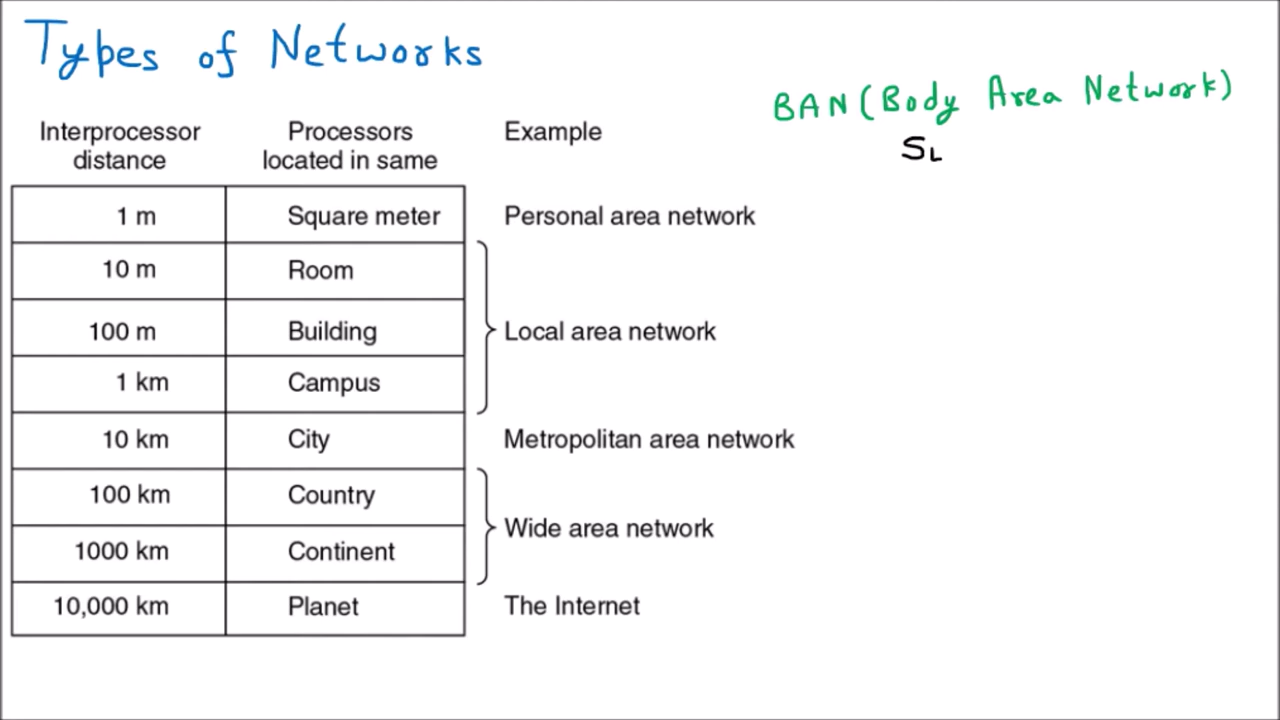 Types of Networks
BAN (Body Area Network)
SL
Interprocessor distance Processors located in same Example
1 m Square meter Personal area network
10 m Room
100 m Building Local area network
1 km Campus
10 km City Metropolitan area network
100 km Country
Wide area network
1000 km Continent
10,000 km Planet The Internet